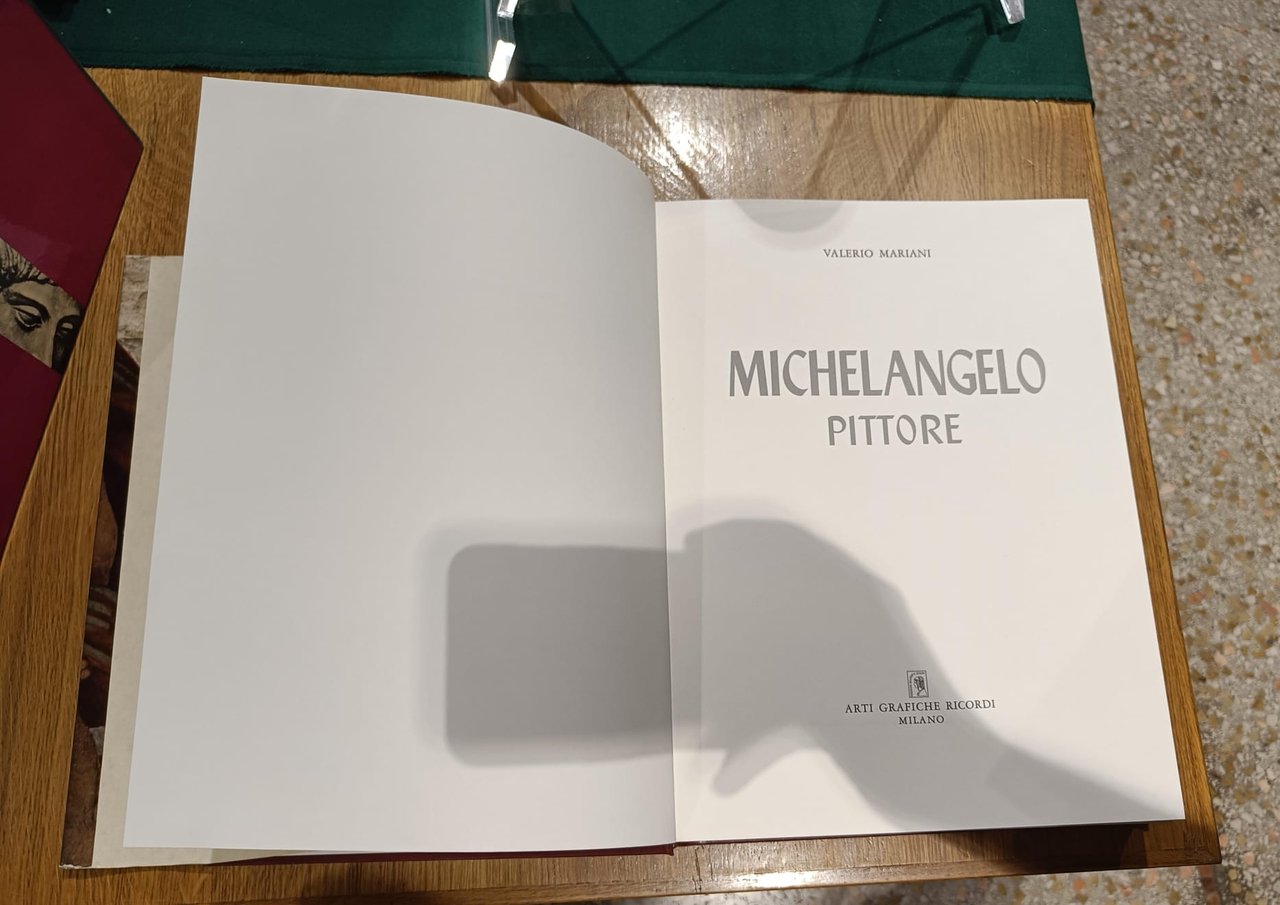 VALERIO MARIANI
MICHELANGELO
PITTORE
ARTI GRAFICHE RICORDI
MILANO